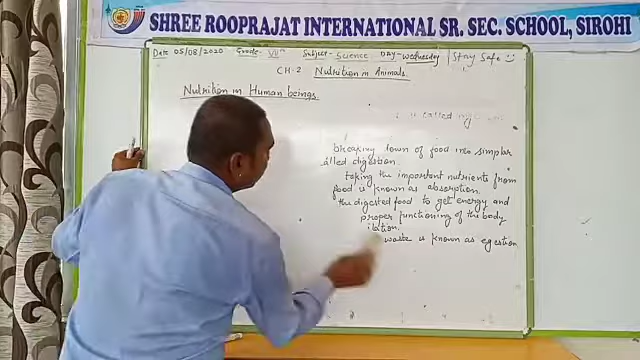 SHREE ROOPRAJAT INTERNATIONAL SR. SEC. SCHOOL, SIROHI
Date 05/08/2020 Grade- VIIth Subject- Science Day- Wednesday Stay Safe
CH-2 Nutrition in Animals.
Nutrition in Human beings.
is called
breaking down of food into simpler
alled digestion.
taking the important nutrients from
food is known as absorption.
the digested food to get energy and
proper functioning of the body
ilation.
waste is known as egestion